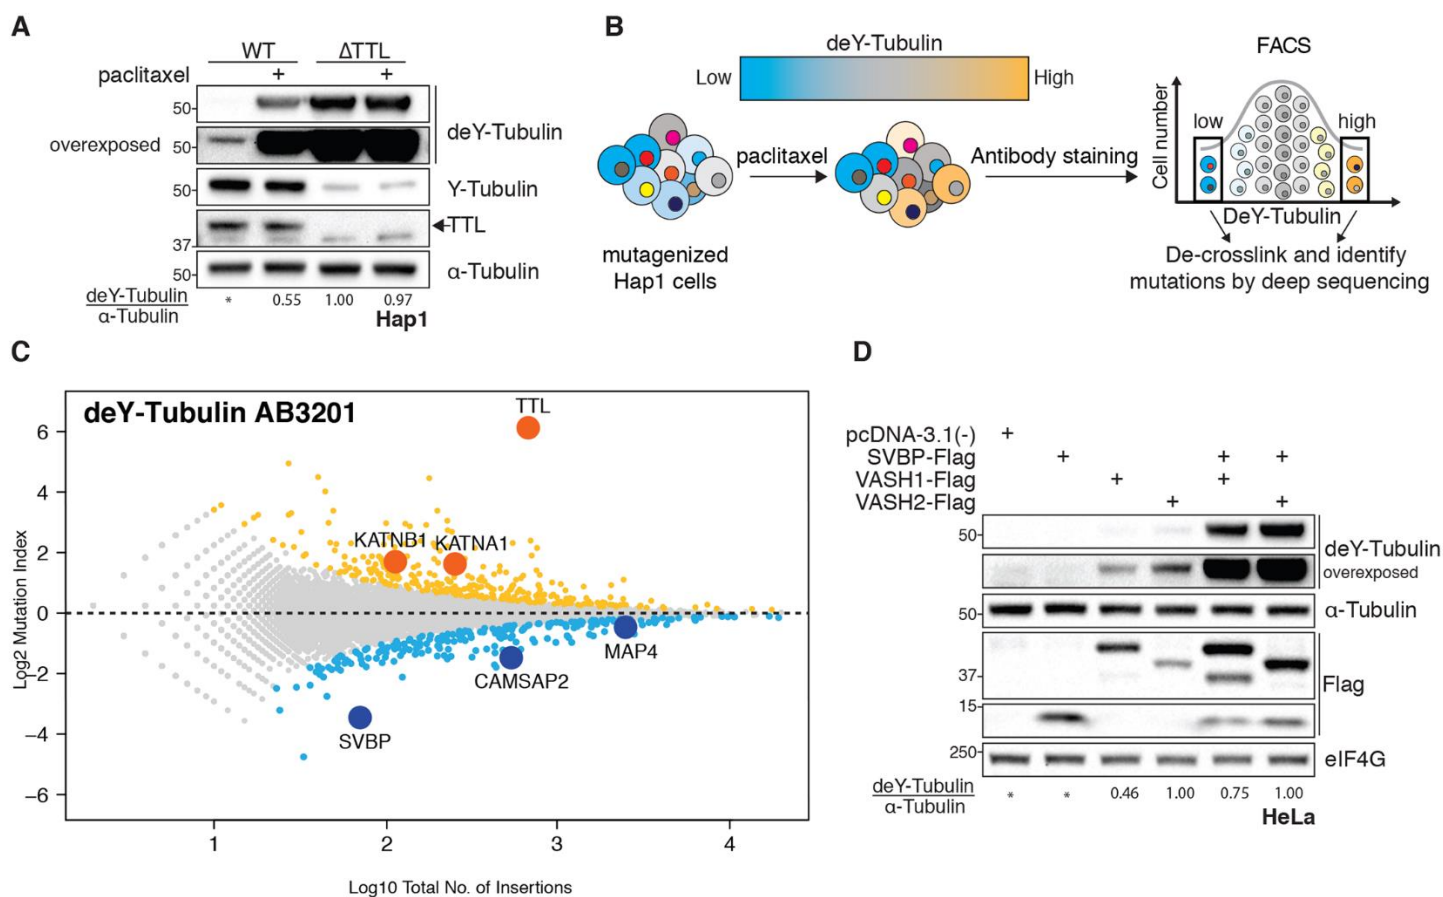 A
WT ΔTTL
paclitaxel + +
50- deY-Tubulin
overexposed 50-
50- Y-Tubulin
TTL
37-
50- α-Tubulin
deY-Tubulin * 0.55 1.00 0.97
α-Tubulin Hap1
B
deY-Tubulin
Low High
paclitaxel
Antibody staining
mutagenized
Hap1 cells
FACS
Cell number
low high
DeY-Tubulin
De-crosslink and identify
mutations by deep sequencing
C
deY-Tubulin AB3201
Log2 Mutation Index
6
4
2
0
−2
−4
−6
TTL
KATNB1 KATNA1
MAP4
CAMSAP2
SVBP
1 2 3 4
Log10 Total No. of Insertions
D
pcDNA-3.1(-) +
SVBP-Flag + + +
VASH1-Flag + +
VASH2-Flag + +
50-
deY-Tubulin
overexposed
50- α-Tubulin
37- Flag
15-
250- eIF4G
deY-Tubulin * * 0.46 1.00 0.75 1.00
α-Tubulin HeLa